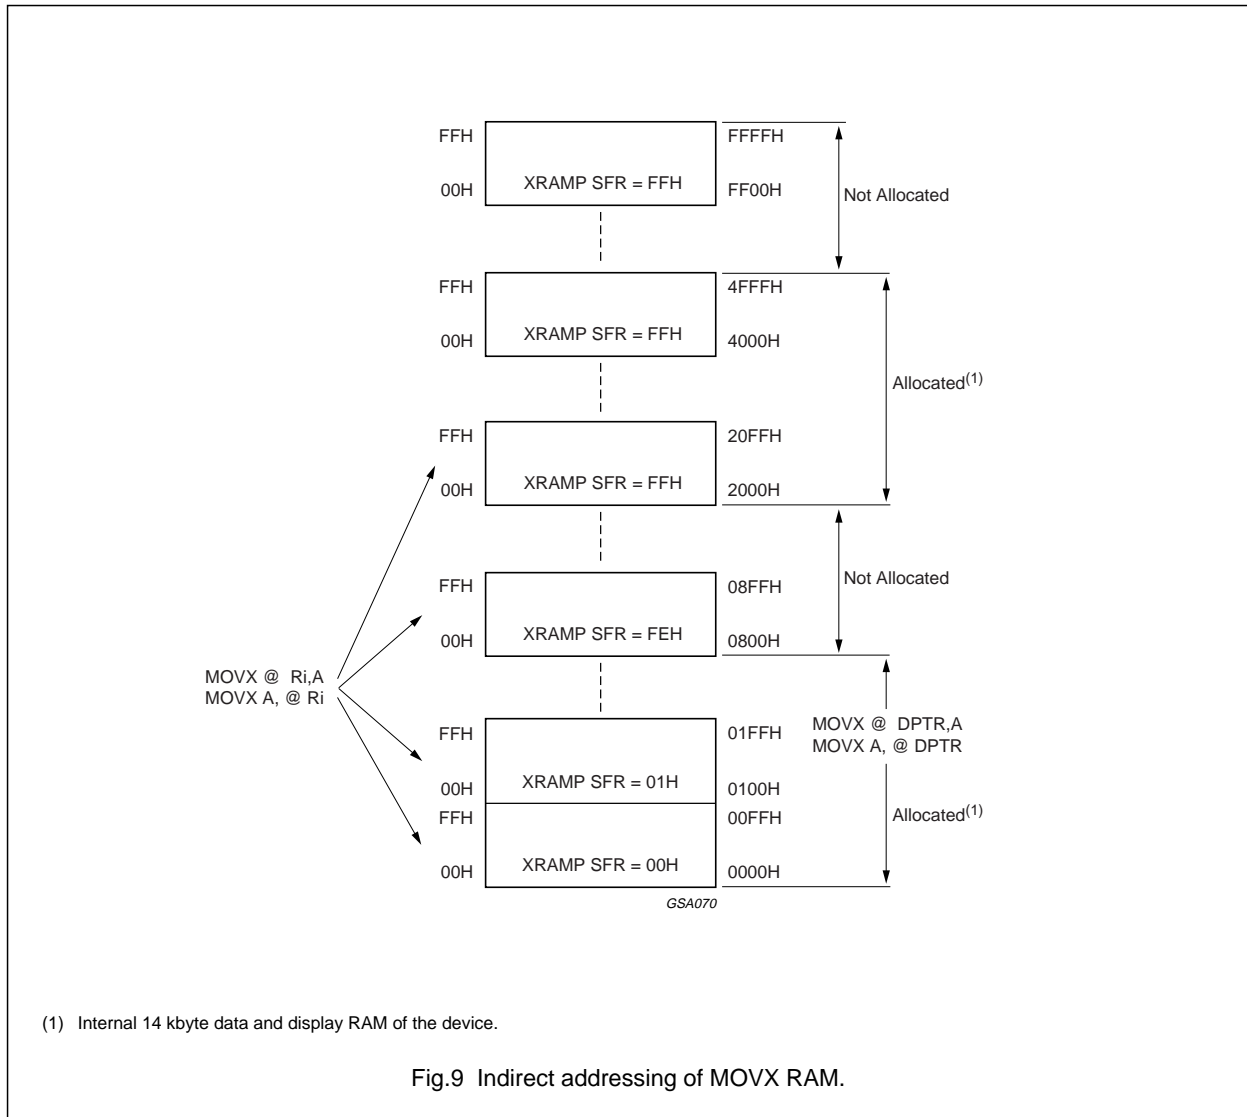 FFH
FFFFH
XRAMP SFR = FFH
00H
FF00H
Not Allocated
FFH
4FFFH
XRAMP SFR = FFH
00H
4000H
Allocated(1)
FFH
20FFH
XRAMP SFR = FFH
00H
2000H
Not Allocated
FFH
08FFH
XRAMP SFR = FEH
00H
0800H
MOVX @ Ri,A
MOVX A, @ Ri
FFH
01FFH
MOVX @ DPTR,A
MOVX A, @ DPTR
XRAMP SFR = 01H
00H
0100H
FFH
00FFH
Allocated(1)
XRAMP SFR = 00H
00H
0000H
GSA070
(1) Internal 14 kbyte data and display RAM of the device.
Fig.9 Indirect addressing of MOVX RAM.